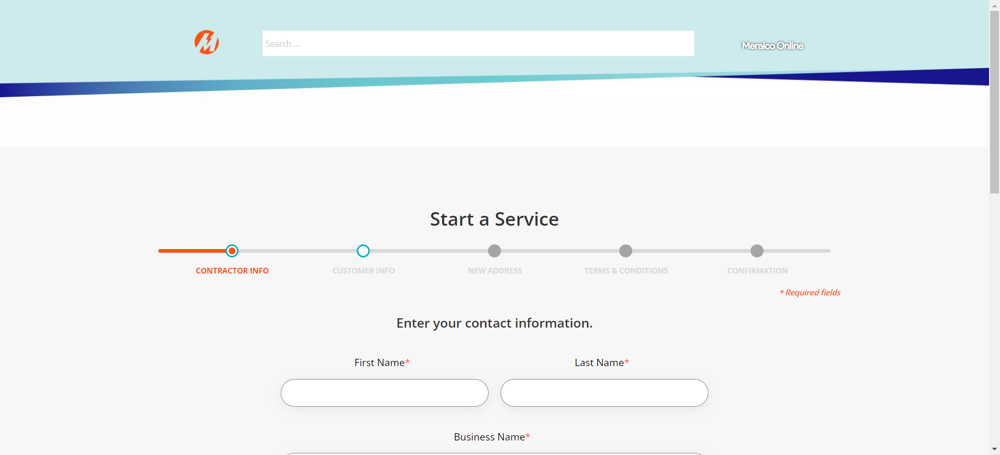 Search ...
Meralco Online
Start a Service
CONTRACTOR INFO
CUSTOMER INFO
NEW ADDRESS
TERMS & CONDITIONS
CONFIRMATION
* Required fields
Enter your contact information.
First Name*
Last Name*
Business Name*